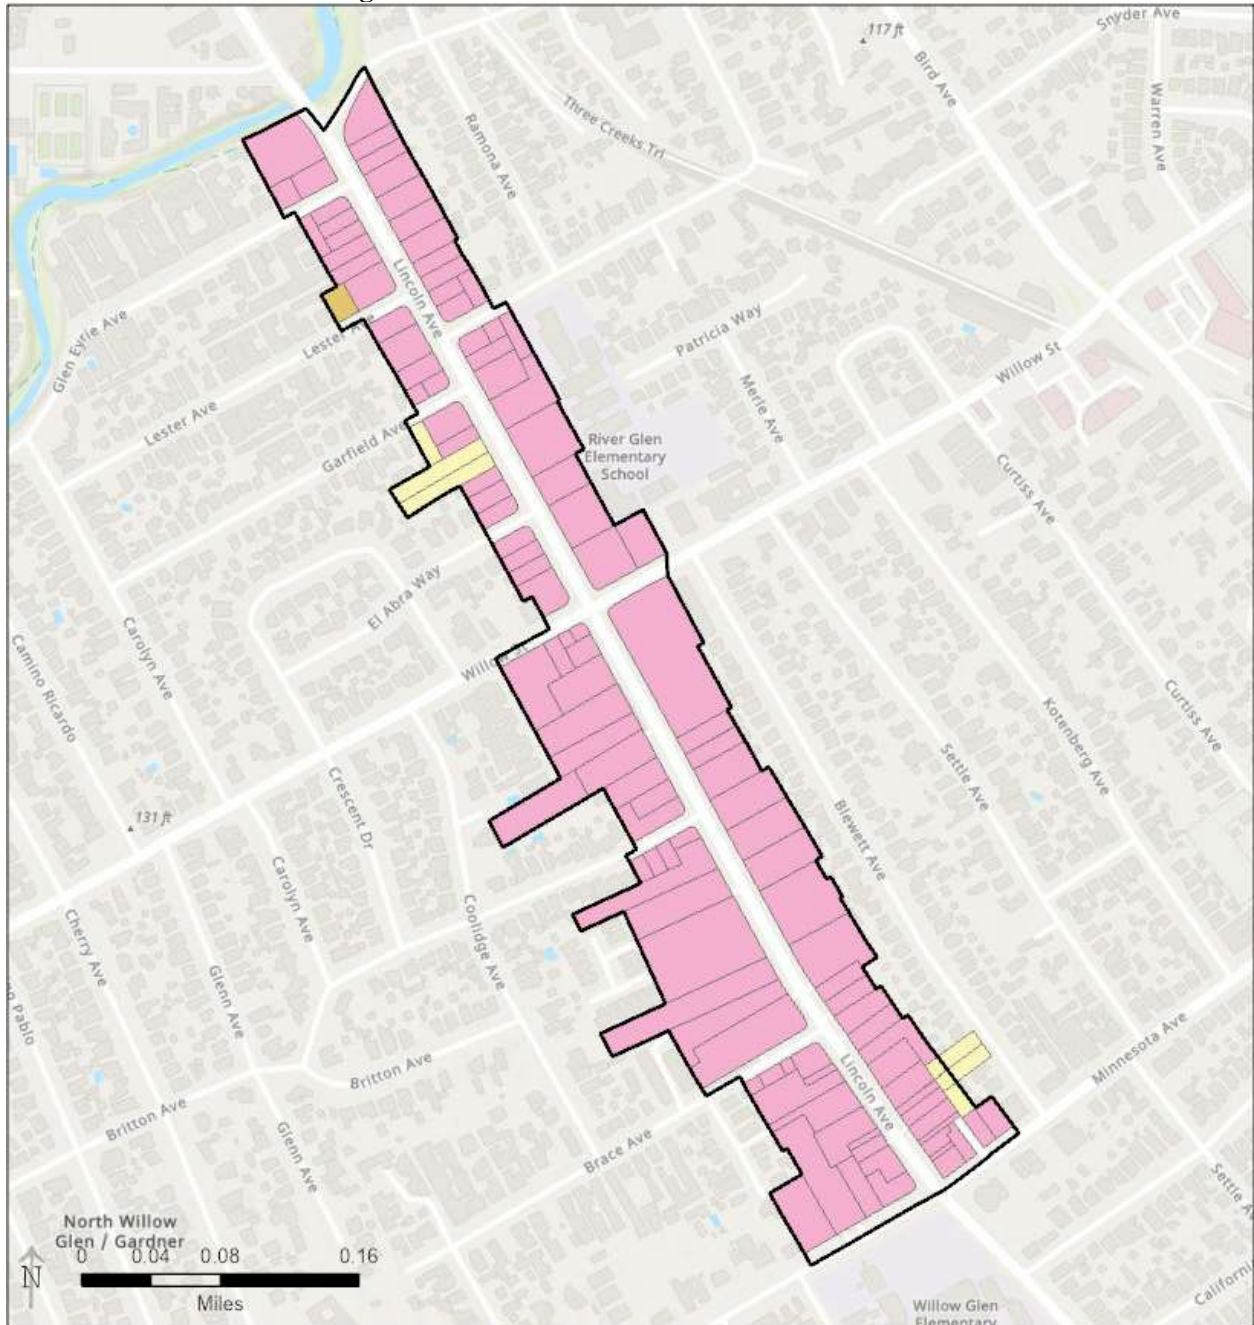 Snyder Ave
117 ft
Bird Ave
Warren Ave
Three Creeks Trl
Ramona Ave
Lincoln Ave
Glen Eyrie Ave
Lester Ave
Patricia Way
Willow St
Merle Ave
Lester Ave
Garfield Ave
River Glen
Elementary
School
Curtiss Ave
El Abra Way
Carolyn Ave
Camino Ricardo
Curtiss Ave
Kotenberg Ave
Settle Ave
Crescent Dr
131 ft
Blewett Ave
Carolyn Ave
Coolidge Ave
Cherry Ave
Glenn Ave
Pablo
Minnesota Ave
Britton Ave
Lincoln Ave
Britton Ave
Glenn Ave
Brace Ave
Settle
North Willow
Glen / Gardner
0 0.04 0.08 0.16
N
Miles
California
Willow Glen
Elementary